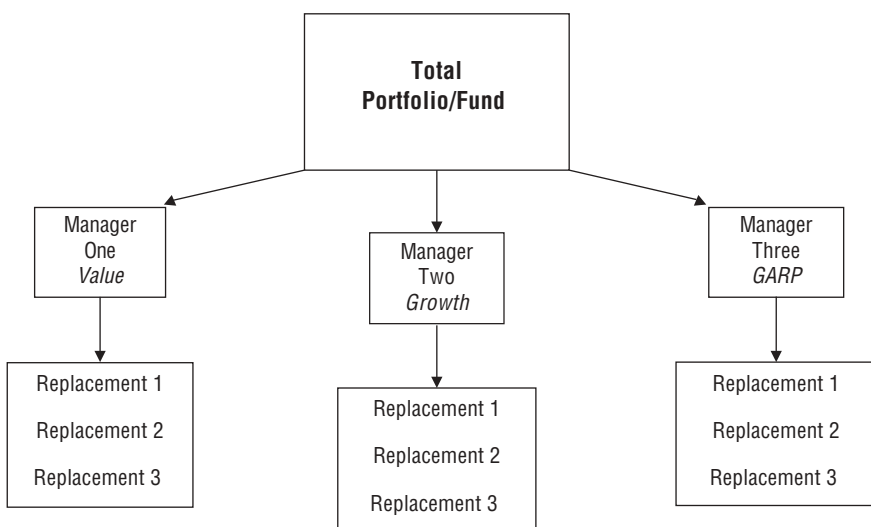 Total
Portfolio/Fund
Manager
One
Value
Manager
Two
Growth
Manager
Three
GARP
Replacement 1
Replacement 2
Replacement 3
Replacement 1
Replacement 2
Replacement 3
Replacement 1
Replacement 2
Replacement 3